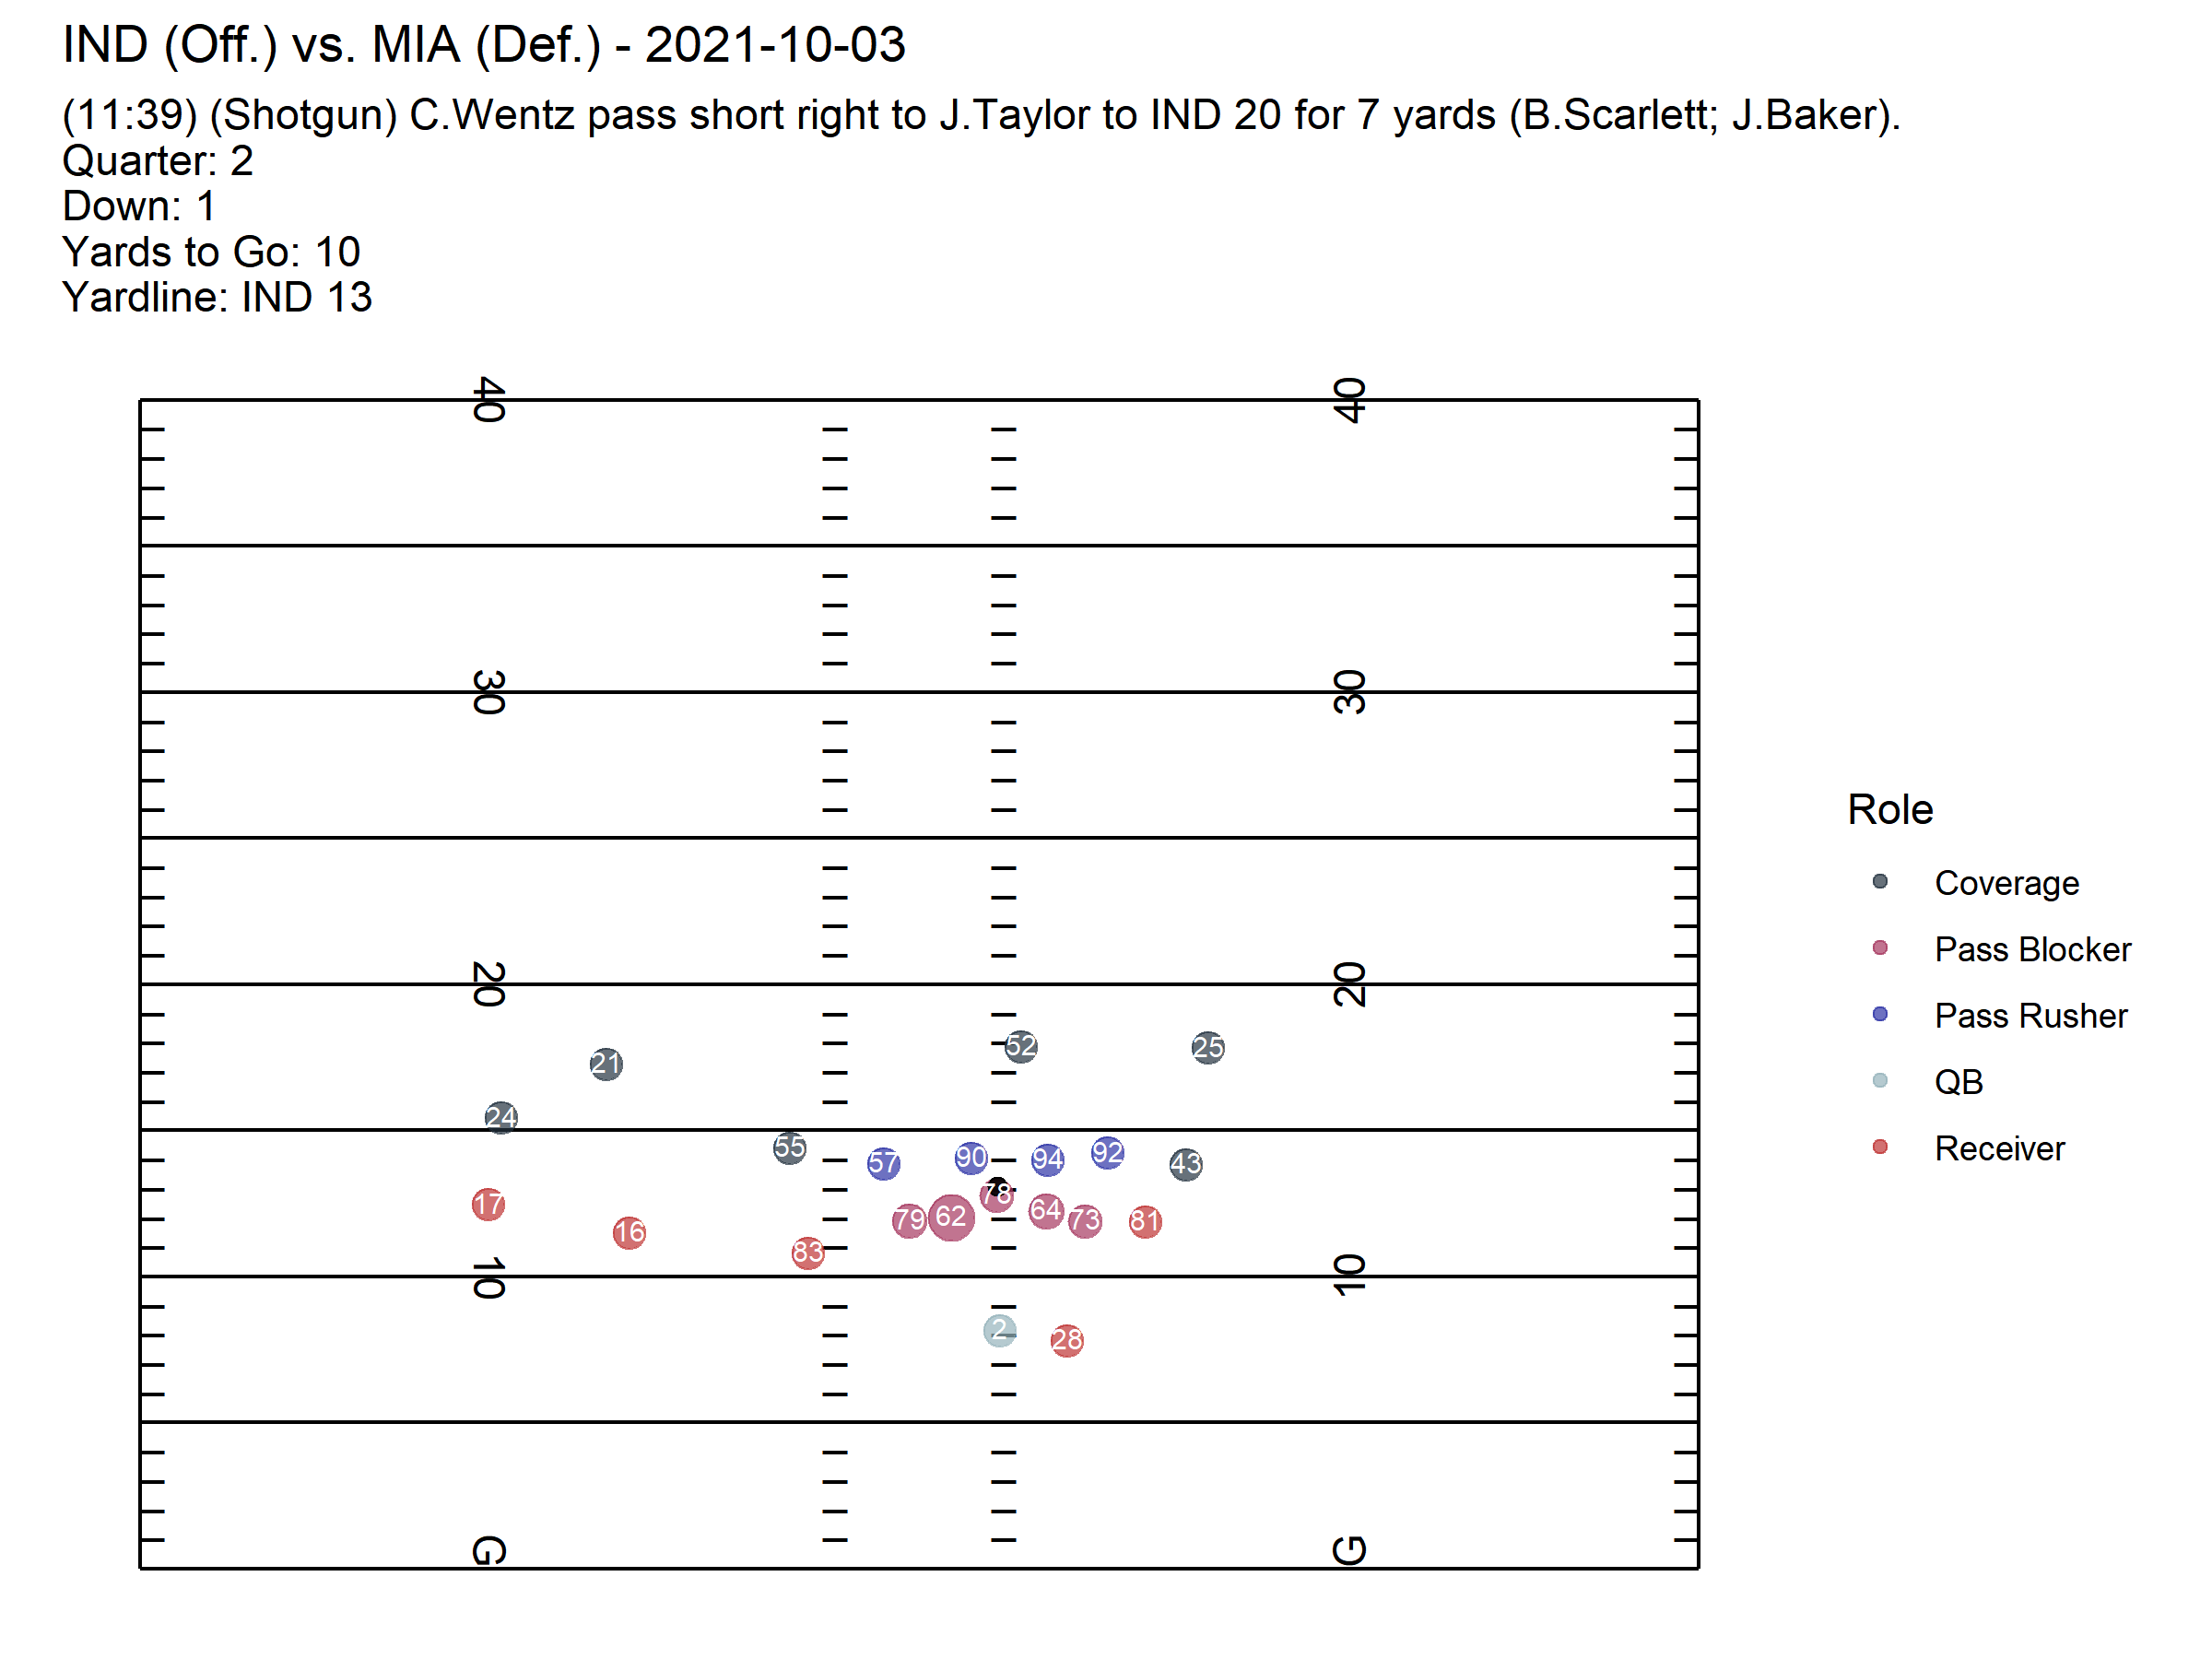 IND (Off.) vs. MIA (Def.) - 2021-10-03
(11:39) (Shotgun) C.Wentz pass short right to J.Taylor to IND 20 for 7 yards (B.Scarlett; J.Baker).
Quarter: 2
Down: 1
Yards to Go: 10
Yardline: IND 13
40 40
30 30
20 20
52 25
21
24
55 57 90 94 92 43
78
17 79 62 64 73 81
16
83
10 10
2 28
G G
Role
Coverage
Pass Blocker
Pass Rusher
QB
Receiver